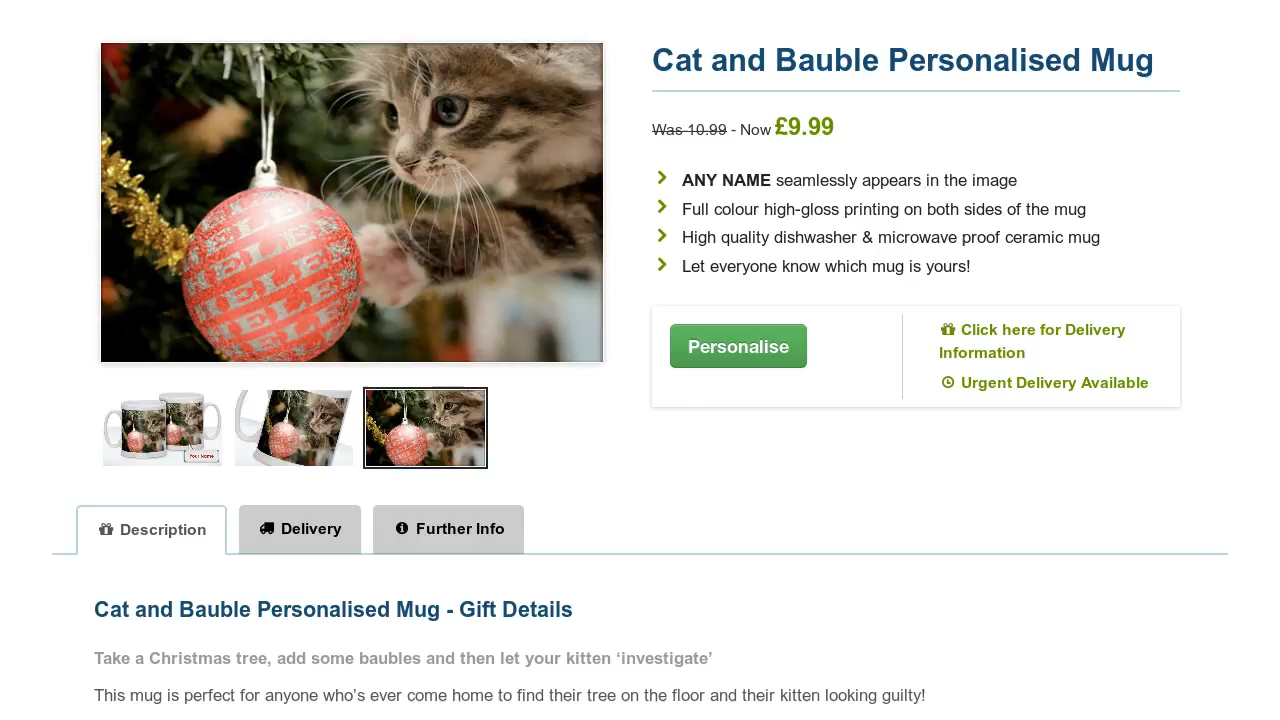 Cat and Bauble Personalised Mug
Was 10.99 - Now £9.99
ANY NAME seamlessly appears in the image
Full colour high-gloss printing on both sides of the mug
High quality dishwasher & microwave proof ceramic mug
Let everyone know which mug is yours!
Personalise
Click here for Delivery
Information
Urgent Delivery Available
Your Name
Description
Delivery
Further Info
Cat and Bauble Personalised Mug - Gift Details
Take a Christmas tree, add some baubles and then let your kitten ‘investigate’
This mug is perfect for anyone who’s ever come home to find their tree on the floor and their kitten looking guilty!